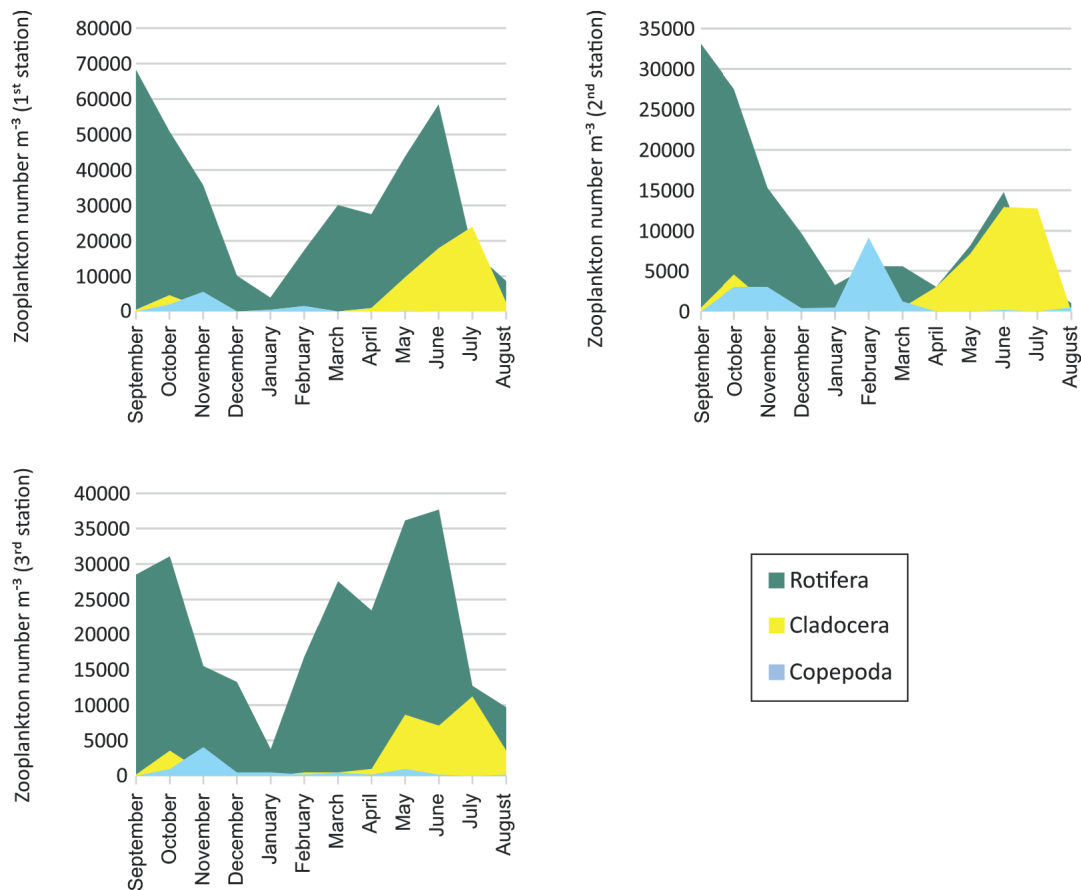 Zooplankton number m⁻³ (1ˢᵗ station)
80000
70000
60000
50000
40000
30000
20000
10000
0
September
October
November
December
January
February
March
April
May
June
July
August
Zooplankton number m⁻³ (2ⁿᵈ station)
35000
30000
25000
20000
15000
10000
5000
0
September
October
November
December
January
February
March
April
May
June
July
August
Zooplankton number m⁻³ (3ʳᵈ station)
40000
35000
30000
25000
20000
15000
10000
5000
0
September
October
November
December
January
February
March
April
May
June
July
August
Rotifera
Cladocera
Copepoda